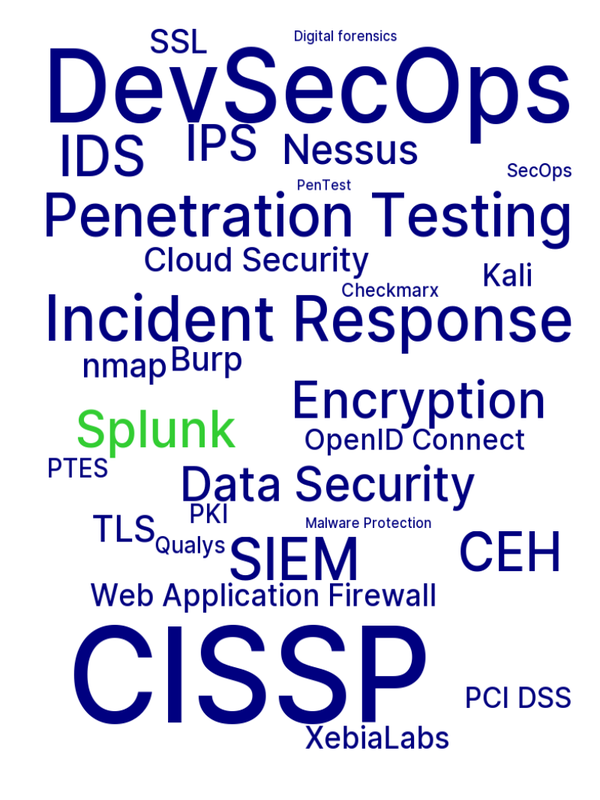 SSL
Digital forensics
DevSecOps
IDS
IPS
Nessus
SecOps
PenTest
Penetration Testing
Cloud Security
Kali
Checkmarx
Incident Response
nmap
Burp
Encryption
Splunk
OpenID Connect
PTES
Data Security
PKI
TLS
Malware Protection
Qualys
SIEM
CEH
Web Application Firewall
CISSP
PCI DSS
XebiaLabs